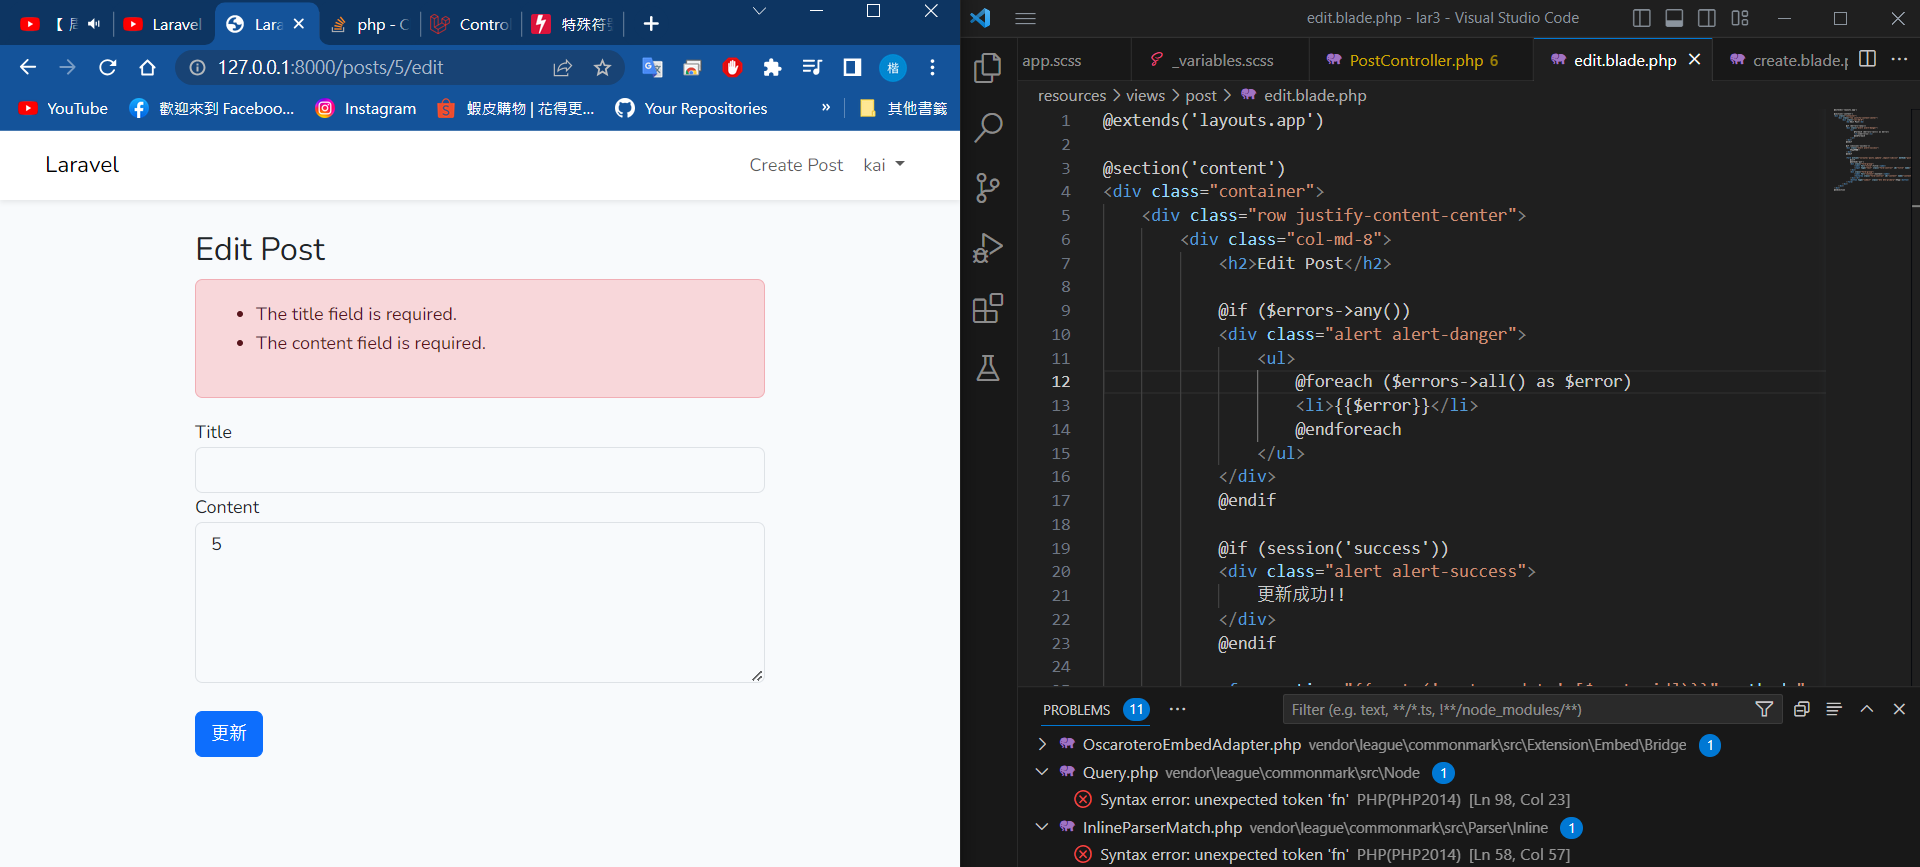 Laravel
Lara
php - C
Control
特殊符號
127.0.0.1:8000/posts/5/edit
楷
YouTube
歡迎來到 Faceboo...
Instagram
蝦皮購物 | 花得更...
Your Repositories
»
其他書籤
Laravel
Create Post
kai
Edit Post
The title field is required.
The content field is required.
Title
Content
5
更新
edit.blade.php - lar3 - Visual Studio Code
app.scss
_variables.scss
PostController.php 6
edit.blade.php
create.blade.p
resources > views > post > edit.blade.php
1 @extends('layouts.app')
2
3 @section('content')
4 <div class="container">
5 <div class="row justify-content-center">
6 <div class="col-md-8">
7 <h2>Edit Post</h2>
8
9 @if ($errors->any())
10 <div class="alert alert-danger">
11 <ul>
12 @foreach ($errors->all() as $error)
13 <li>{{$error}}</li>
14 @endforeach
15 </ul>
16 </div>
17 @endif
18
19 @if (session('success'))
20 <div class="alert alert-success">
21 更新成功!!
22 </div>
23 @endif
24
PROBLEMS 11 ...
Filter (e.g. text, **/*.ts, !**/node_modules/**)
OscaroteroEmbedAdapter.php vendor\league\commonmark\src\Extension\Embed\Bridge 1
Query.php vendor\league\commonmark\src\Node 1
Syntax error: unexpected token 'fn' PHP(PHP2014) [Ln 98, Col 23]
InlineParserMatch.php vendor\league\commonmark\src\Parser\Inline 1
Syntax error: unexpected token 'fn' PHP(PHP2014) [Ln 58, Col 57]